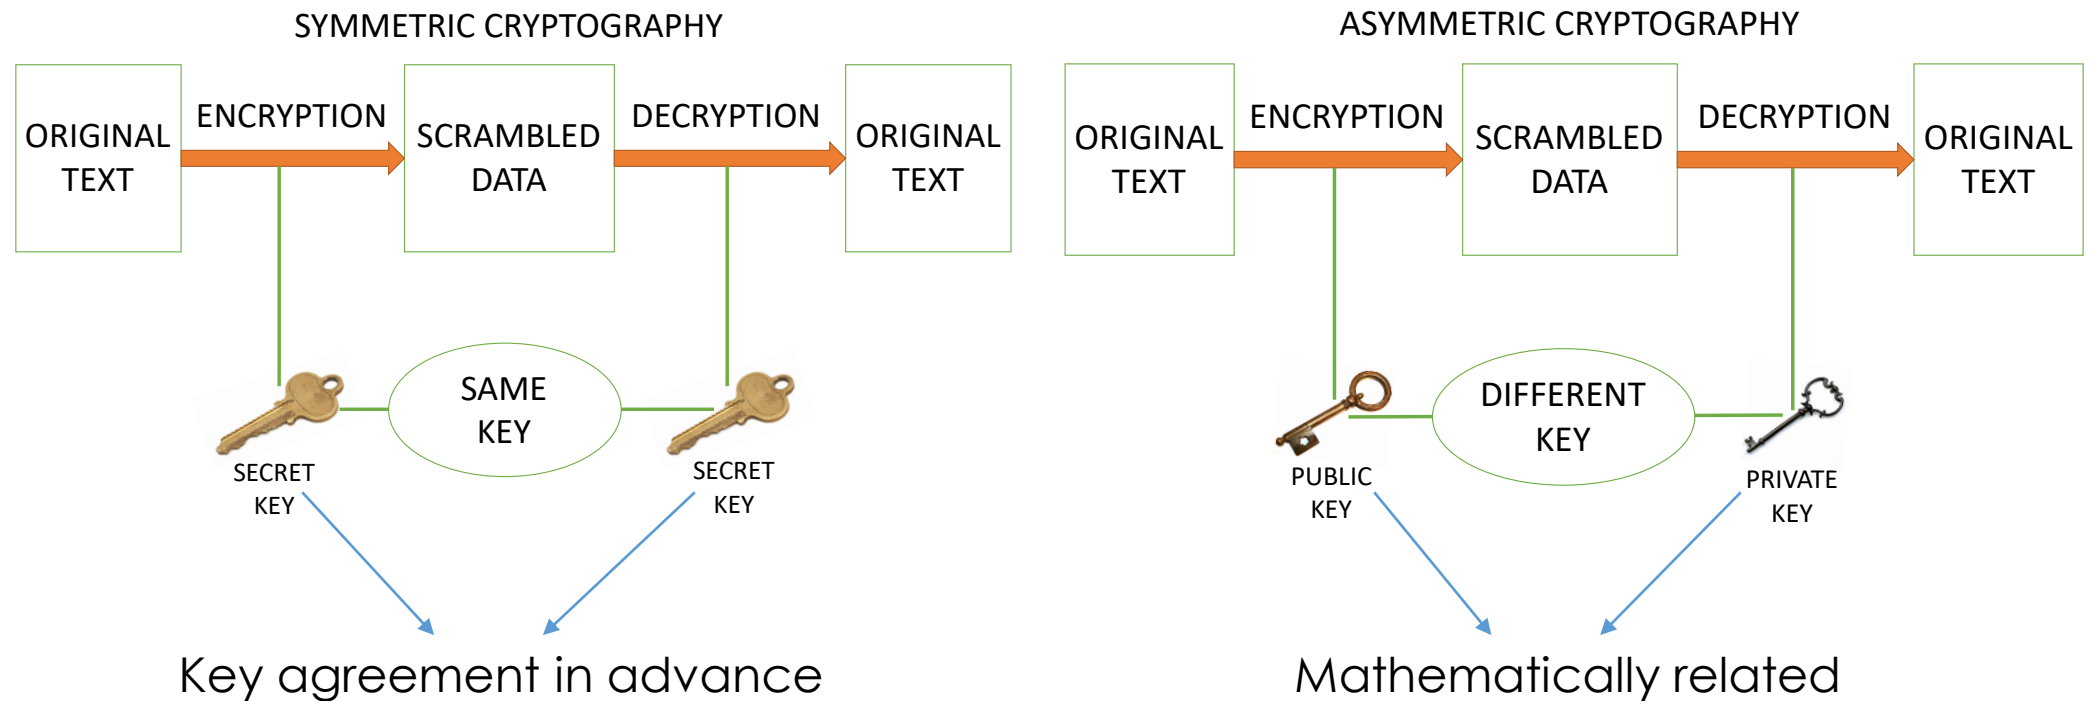 SYMMETRIC CRYPTOGRAPHY
ORIGINAL
TEXT
ENCRYPTION
SCRAMBLED
DATA
DECRYPTION
ORIGINAL
TEXT
SAME
KEY
SECRET
KEY
SECRET
KEY
Key agreement in advance
ASYMMETRIC CRYPTOGRAPHY
ORIGINAL
TEXT
ENCRYPTION
SCRAMBLED
DATA
DECRYPTION
ORIGINAL
TEXT
DIFFERENT
KEY
PUBLIC
KEY
PRIVATE
KEY
Mathematically related